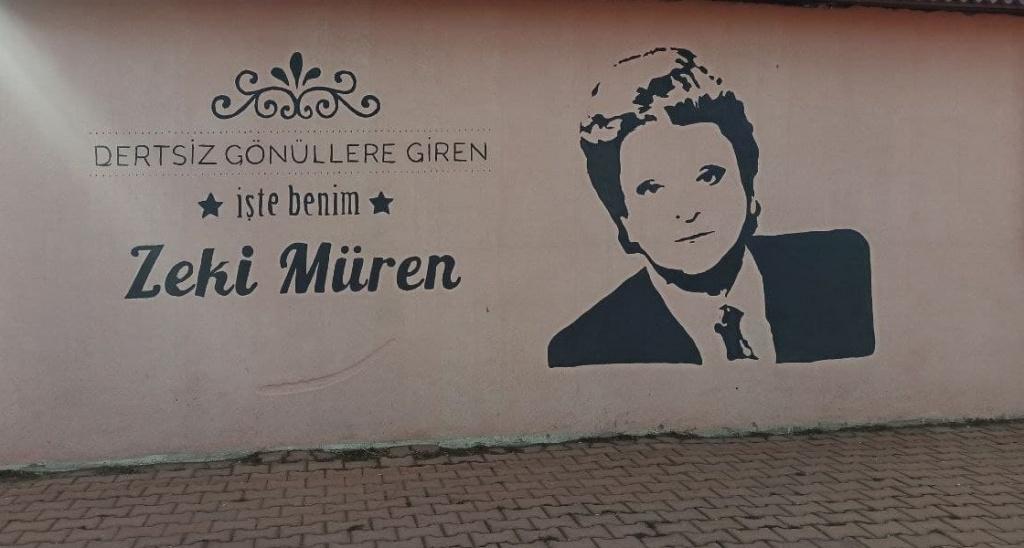 DERTSİZ GÖNÜLLERE GİREN
işte benim
Zeki Müren